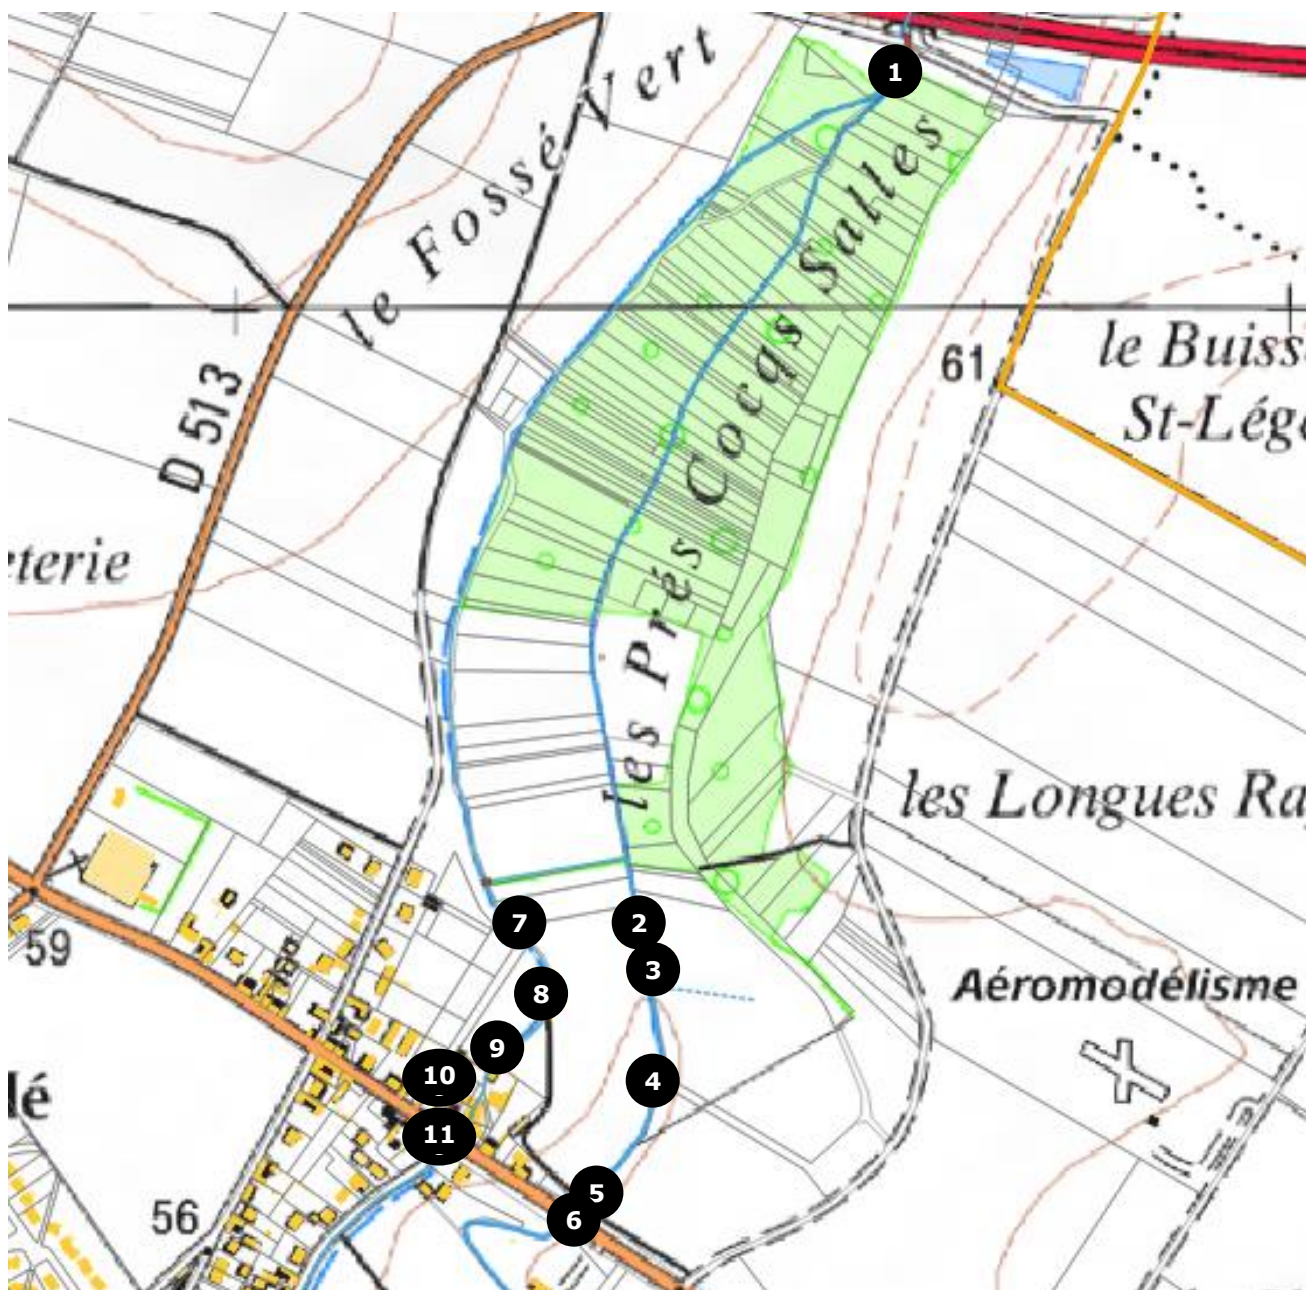 1
le Fossé Vert
les Prés Cocqs Salles
61
le Buiss
St-Lége
D 513
eterie
les Longues Ra
7
2
59
3
Aéromodélisme
8
9
10
4
lé
11
5
56
6